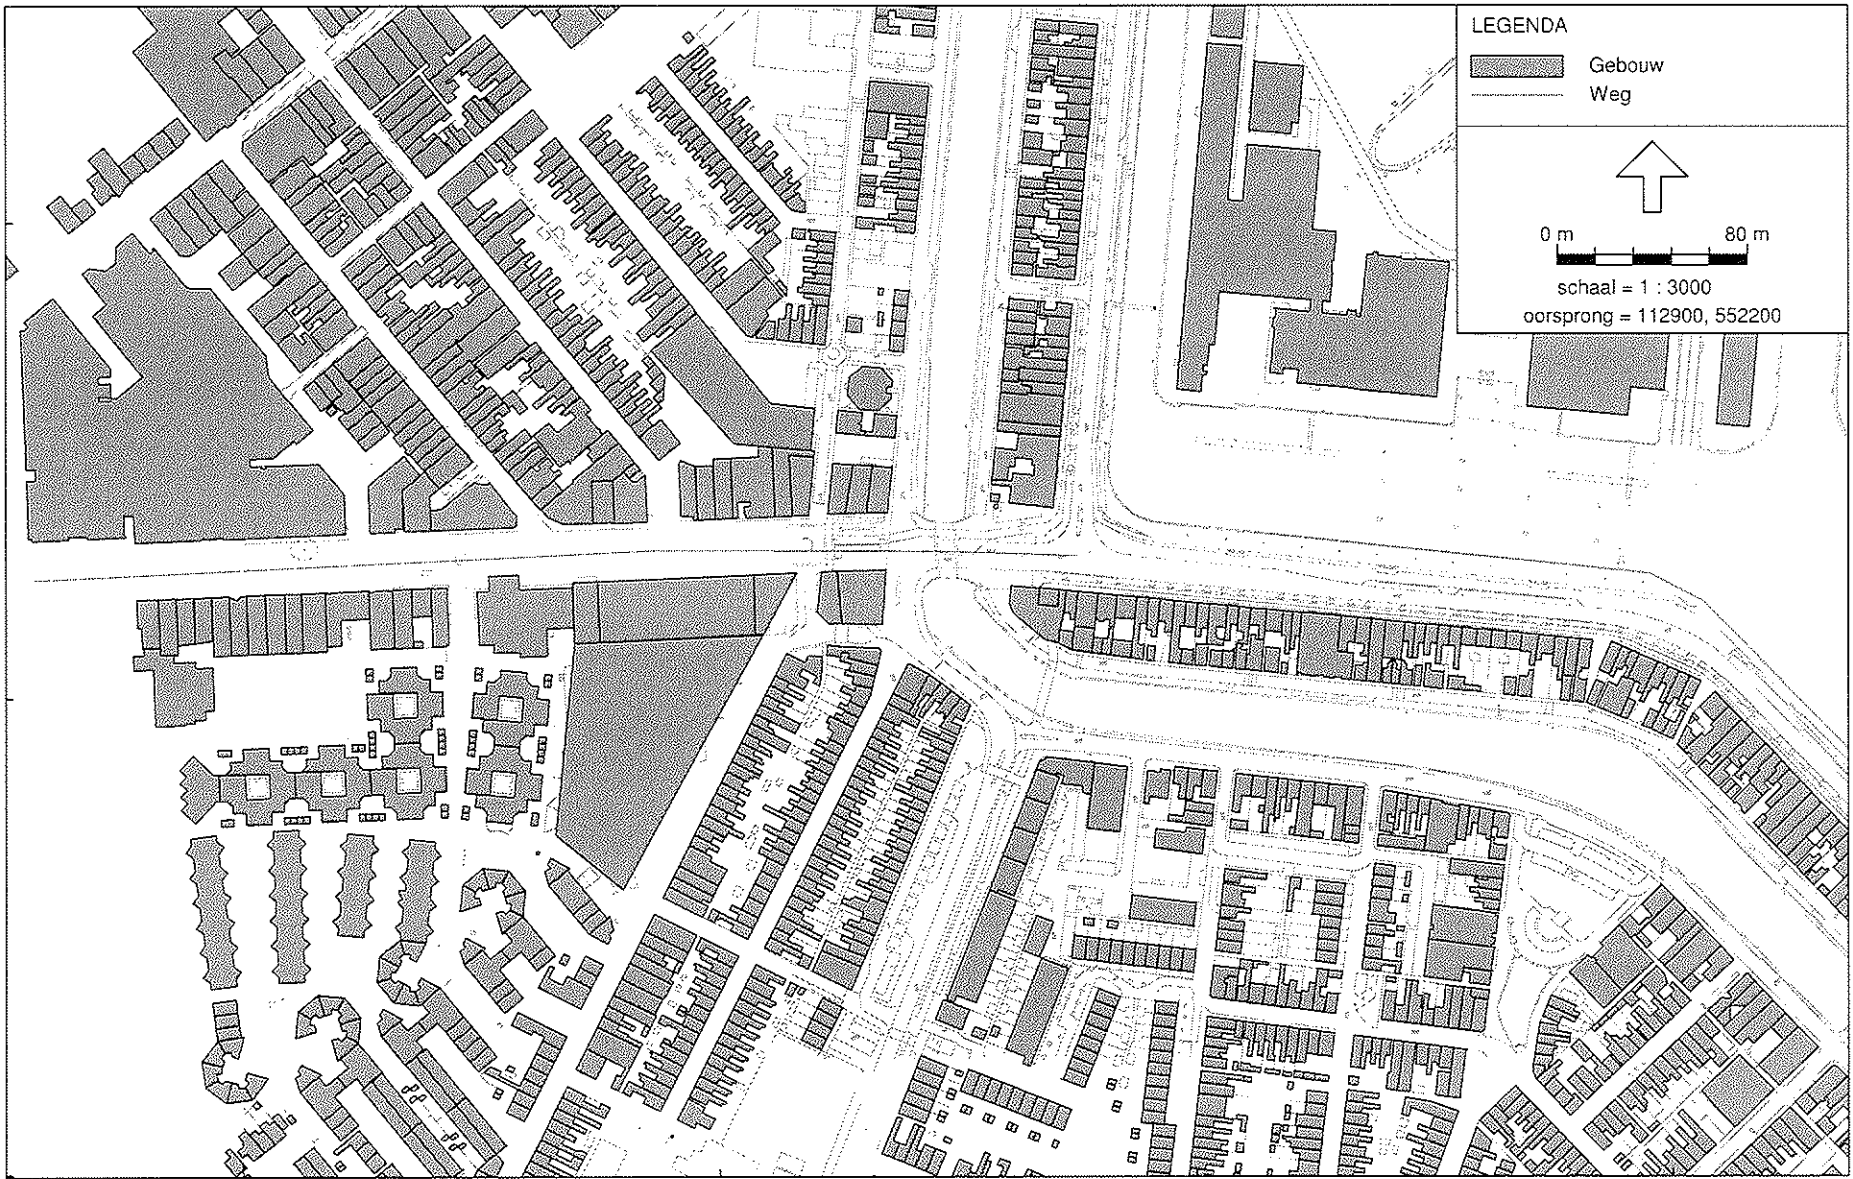 LEGENDA
Gebouw
Weg
0 m 80 m
schaal = 1 : 3000
oorsprong = 112900, 552200